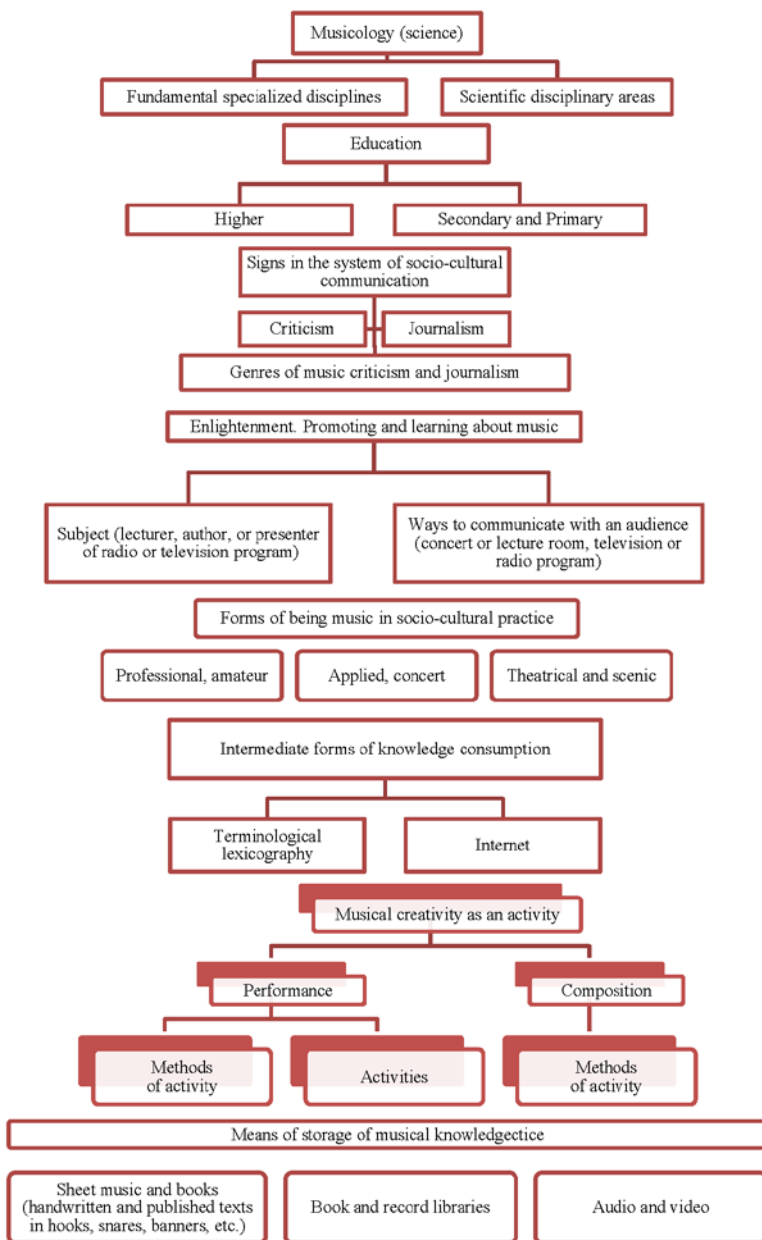 Musicology (science)
Fundamental specialized disciplines
Scientific disciplinary areas
Education
Higher
Secondary and Primary
Signs in the system of socio-cultural
communication
Criticism
Journalism
Genres of music criticism and journalism
Enlightenment. Promoting and learning about music
Subject (lecturer, author, or presenter
of radio or television program)
Ways to communicate with an audience
(concert or lecture room, television or
radio program)
Forms of being music in socio-cultural practice
Professional, amateur
Applied, concert
Theatrical and scenic
Intermediate forms of knowledge consumption
Terminological
lexicography
Internet
Musical creativity as an activity
Performance
Composition
Methods
of activity
Activities
Methods
of activity
Means of storage of musical knowledgectice
Sheet music and books
(handwritten and published texts
in hooks, snares, banners, etc.)
Book and record libraries
Audio and video